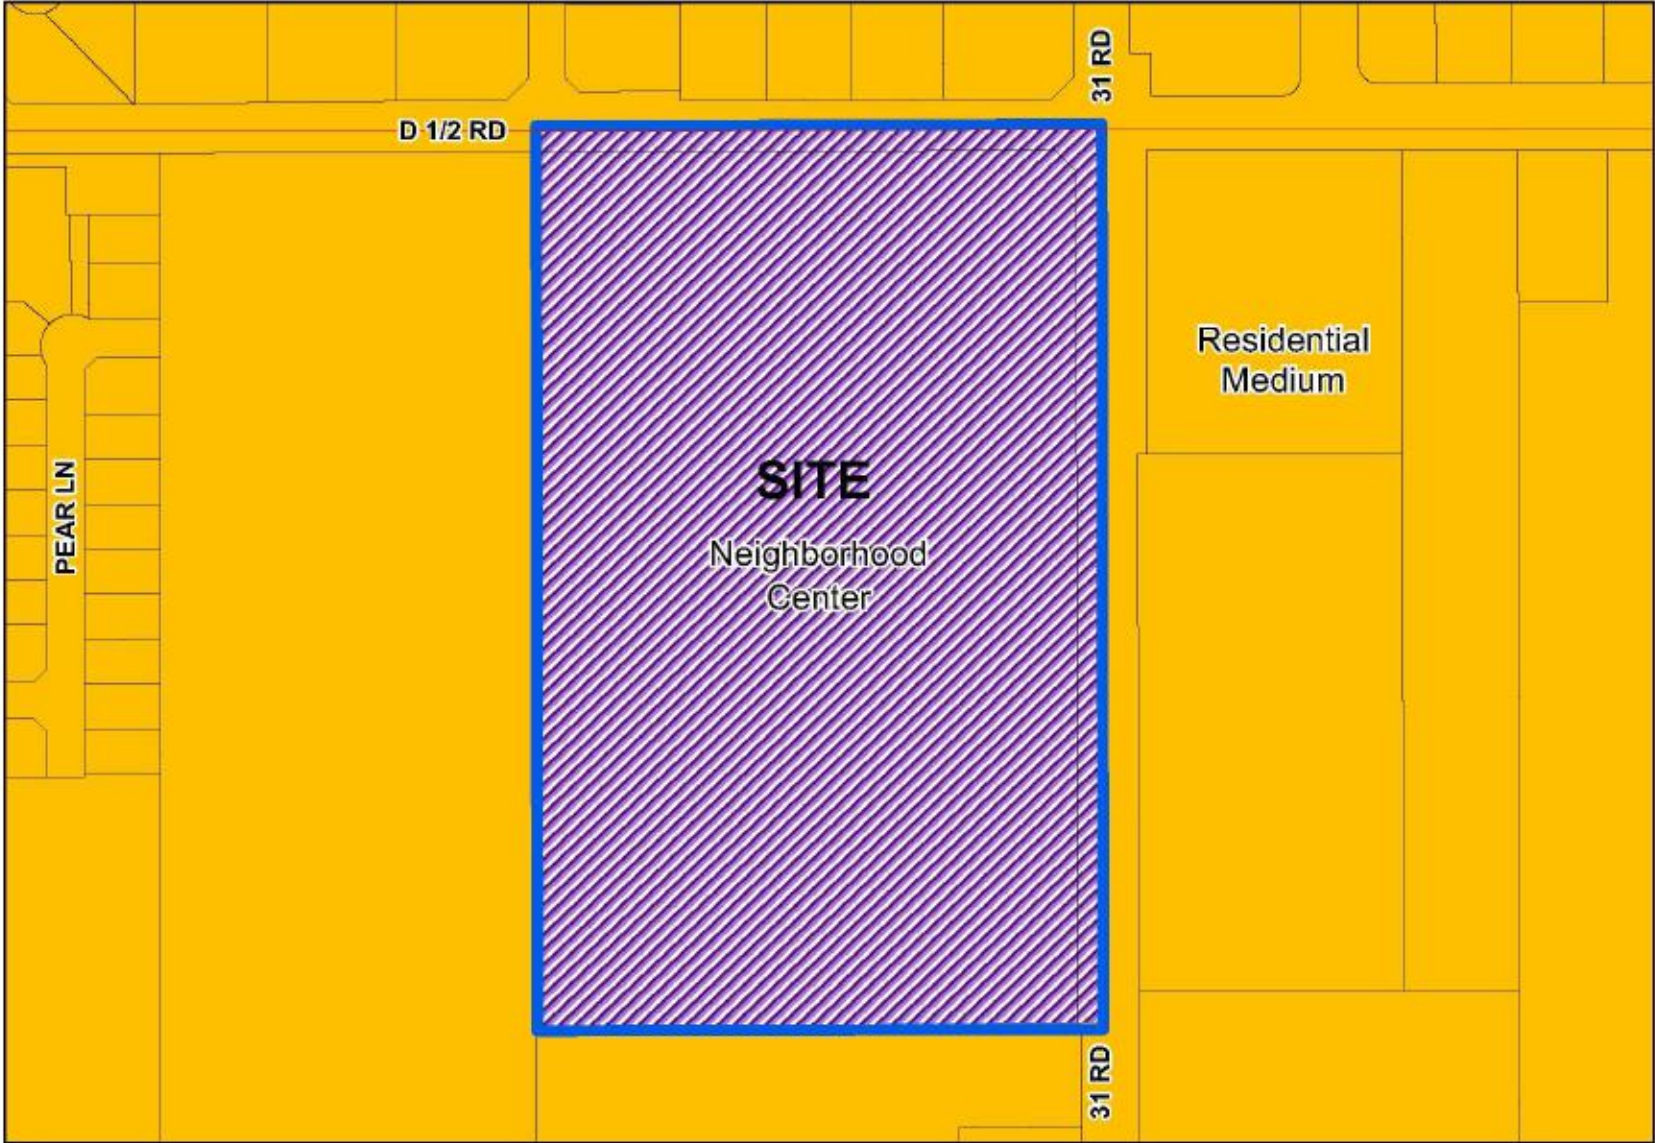 31 RD
D 1/2 RD
Residential
Medium
SITE
PEAR LN
Neighborhood
Center
31 RD